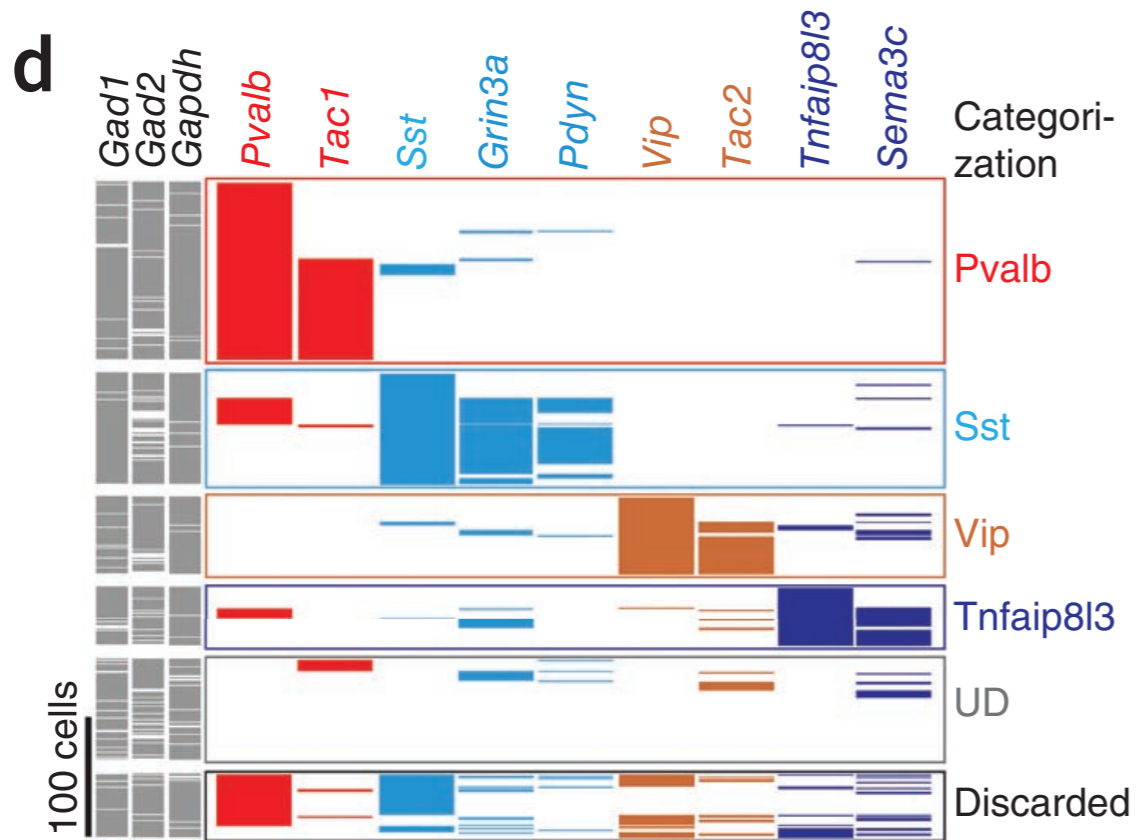 d
Gad1
Gad2
Gapdh
Pvalb
Tac1
Sst
Grin3a
Pdyn
Vip
Tac2
Tnfaip8l3
Sema3c
Categori-
zation
Pvalb
Sst
Vip
Tnfaip8l3
UD
Discarded
100 cells